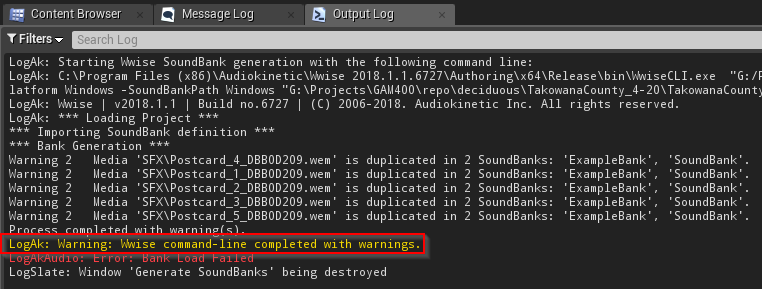 Content Browser
Message Log
Output Log
Filters
Search Log
LogAk: Starting Wwise SoundBank generation with the following command line:
LogAk: C:\Program Files (x86)\Audiokinetic\Wwise 2018.1.1.6727\Authoring\x64\Release\bin\WwiseCLI.exe "G:/P
latform Windows -SoundBankPath Windows "G:\Projects\GAM400\repo\deciduous\TakowanaCounty_4-20\TakowanaCounty
LogAk: Wwise | v2018.1.1 | Build no.6727 | (C) 2006-2018. Audiokinetic Inc. All rights reserved.
LogAk: *** Loading Project ***
*** Importing SoundBank definition ***
*** Bank Generation ***
Warning 2 Media 'SFX\Postcard_4_DBB0D209.wem' is duplicated in 2 SoundBanks: 'ExampleBank', 'SoundBank'.
Warning 2 Media 'SFX\Postcard_1_DBB0D209.wem' is duplicated in 2 SoundBanks: 'ExampleBank', 'SoundBank'.
Warning 2 Media 'SFX\Postcard_2_DBB0D209.wem' is duplicated in 2 SoundBanks: 'ExampleBank', 'SoundBank'.
Warning 2 Media 'SFX\Postcard_3_DBB0D209.wem' is duplicated in 2 SoundBanks: 'ExampleBank', 'SoundBank'.
Warning 2 Media 'SFX\Postcard_5_DBB0D209.wem' is duplicated in 2 SoundBanks: 'ExampleBank', 'SoundBank'.
Process completed with warning(s).
LogAk: Warning: Wwise command-line completed with warnings.
LogAkAudio: Error: Bank Load Failed
LogSlate: Window 'Generate SoundBanks' being destroyed